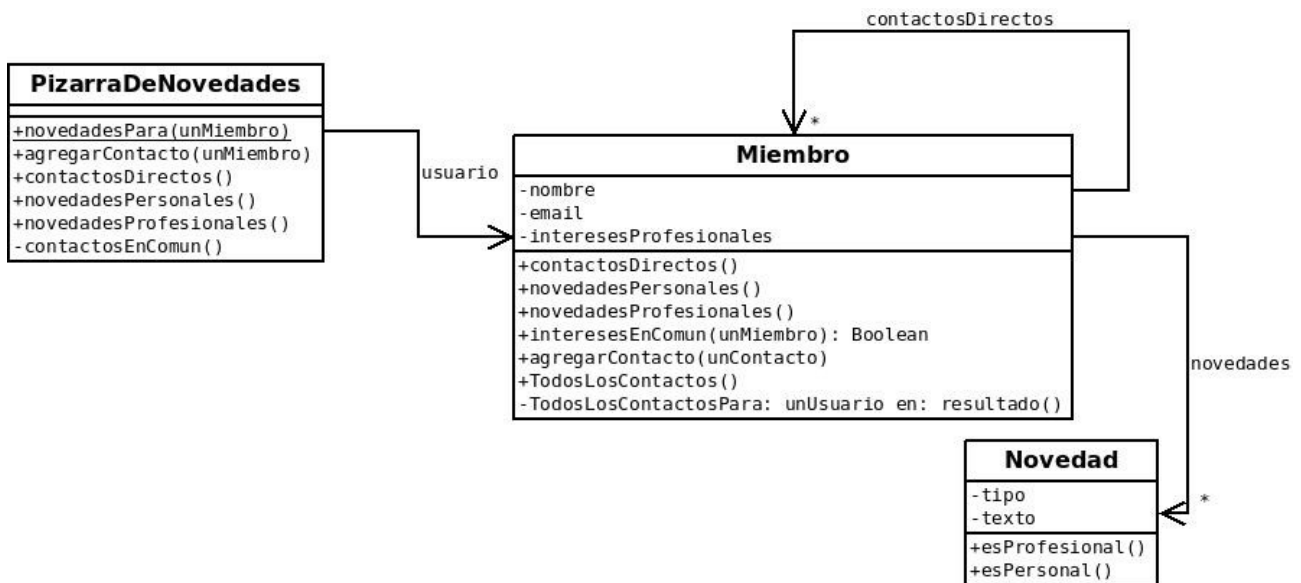 contactosDirectos
*
PizarraDeNovedades
+novedadesPara(unMiembro)
+agregarContacto(unMiembro)
+contactosDirectos()
+novedadesPersonales()
+novedadesProfesionales()
-contactosEnComun()
usuario
Miembro
-nombre
-email
-interesesProfesionales
+contactosDirectos()
+novedadesPersonales()
+novedadesProfesionales()
+interesesEnComun(unMiembro): Boolean
+agregarContacto(unContacto)
+TodosLosContactos()
-TodosLosContactosPara: unUsuario en: resultado()
novedades
*
Novedad
-tipo
-texto
+esProfesional()
+esPersonal()